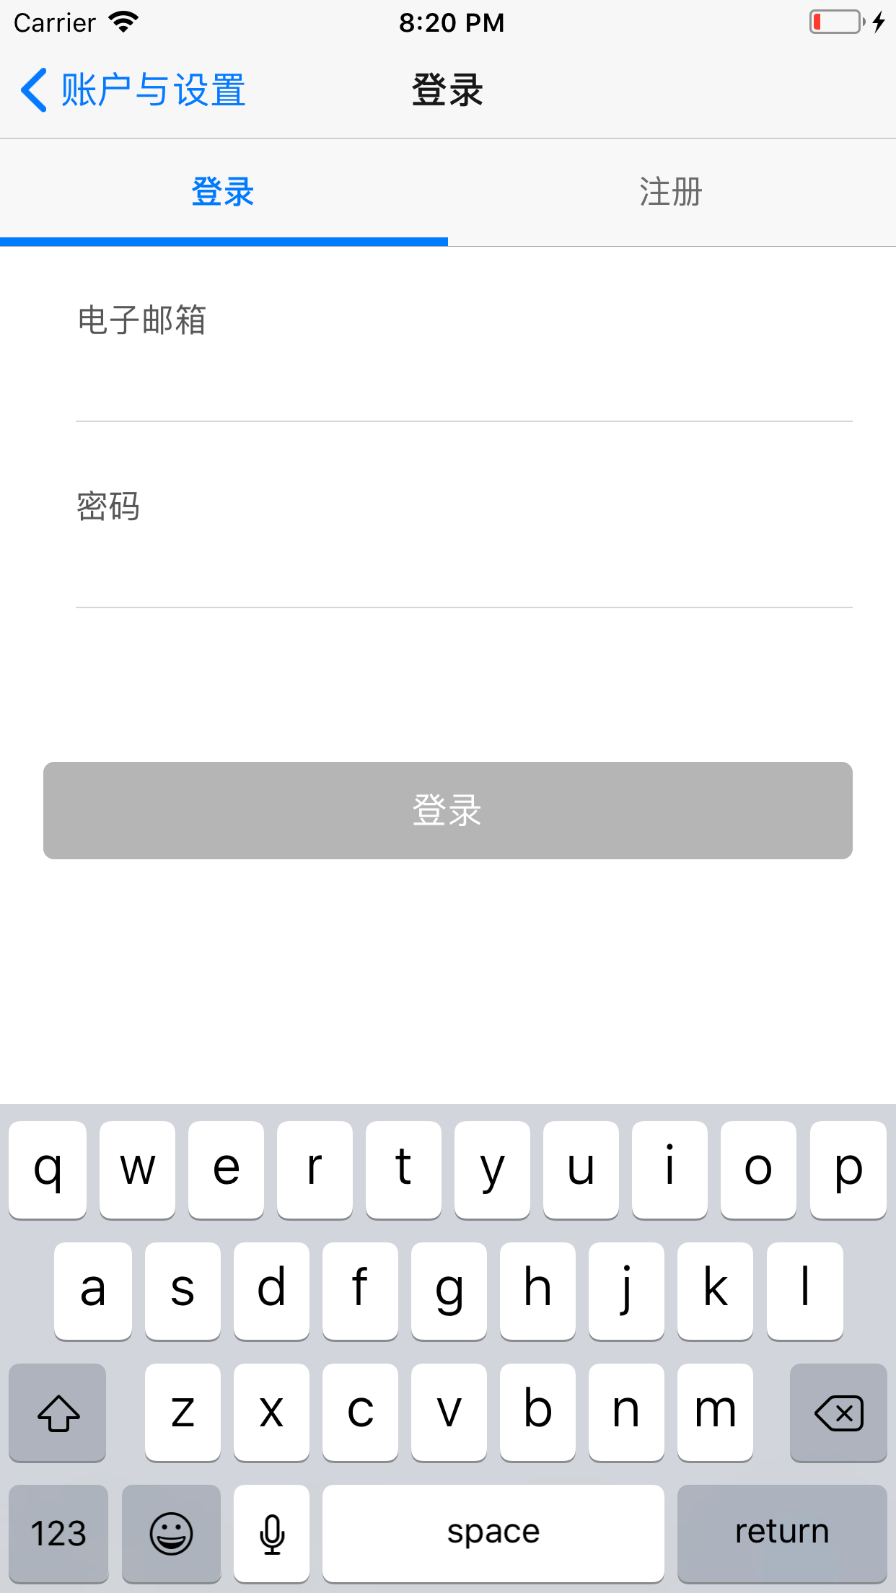 Carrier 8:20 PM
账户与设置 登录
登录 注册
电子邮箱
密码
登录
q w e r t y u i o p
a s d f g h j k l
z x c v b n m
123 space return